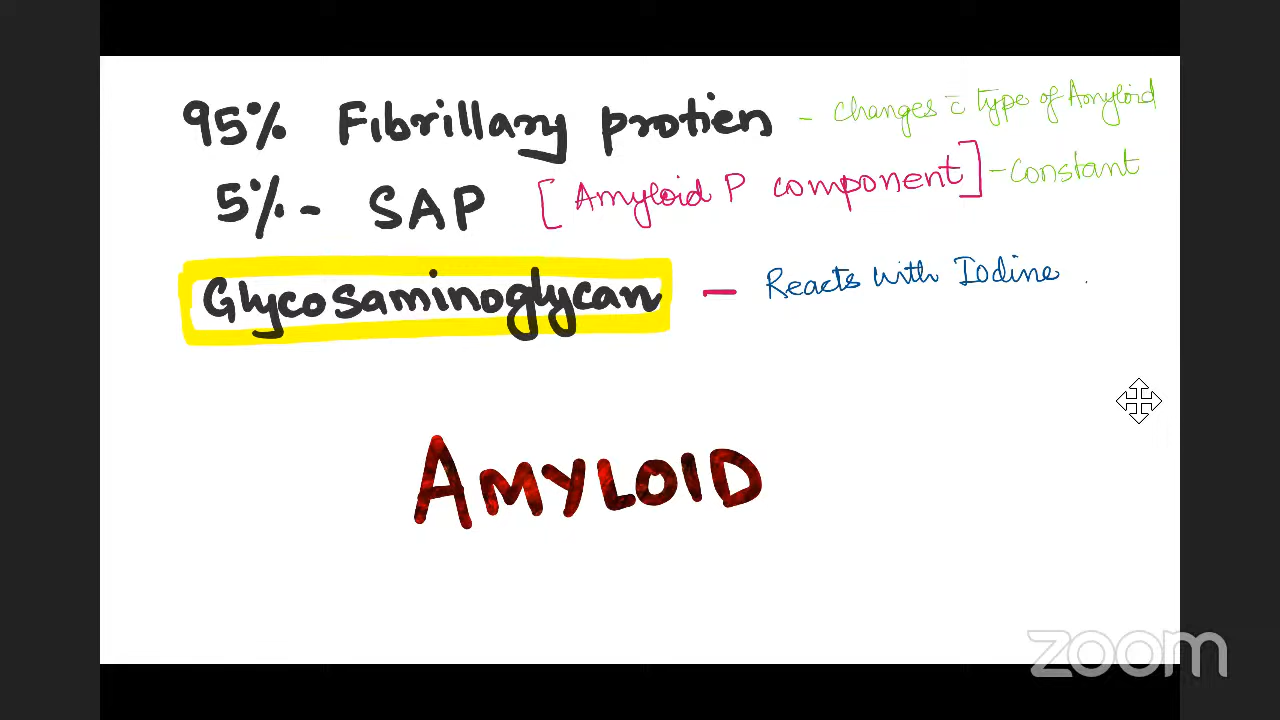 95% Fibrillary protien - changes c̄ type of Amyloid
5% - SAP [Amyloid P component] - constant
Glycosaminoglycan - Reacts with Iodine
AMYLOID
zoom